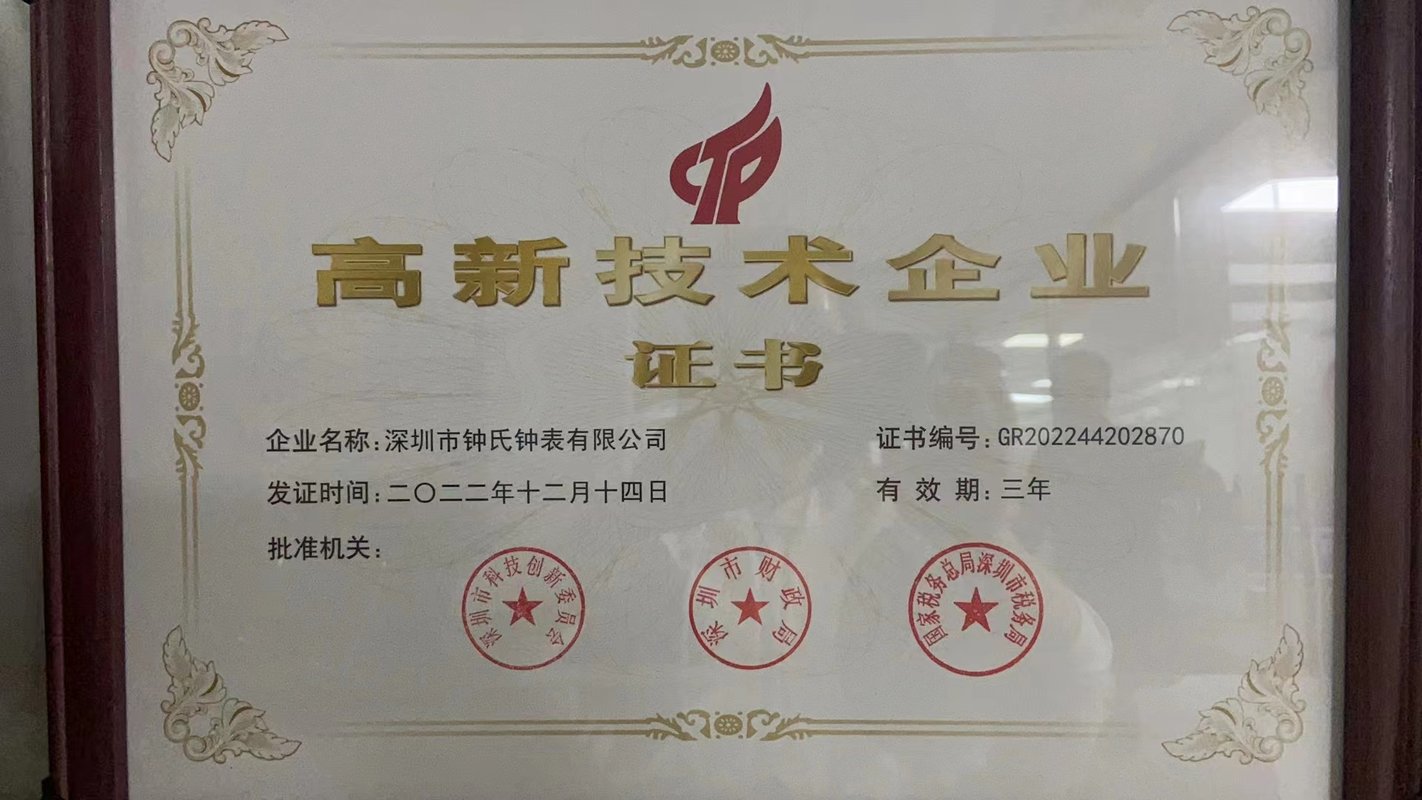 CTP
高新技术企业
证书
企业名称:深圳市钟氏钟表有限公司
证书编号:GR202244202870
发证时间:二〇二二年十二月十四日
有效期:三年
批准机关:
深圳市科技创新委员会
深圳市财政局
国家税务总局深圳市税务局